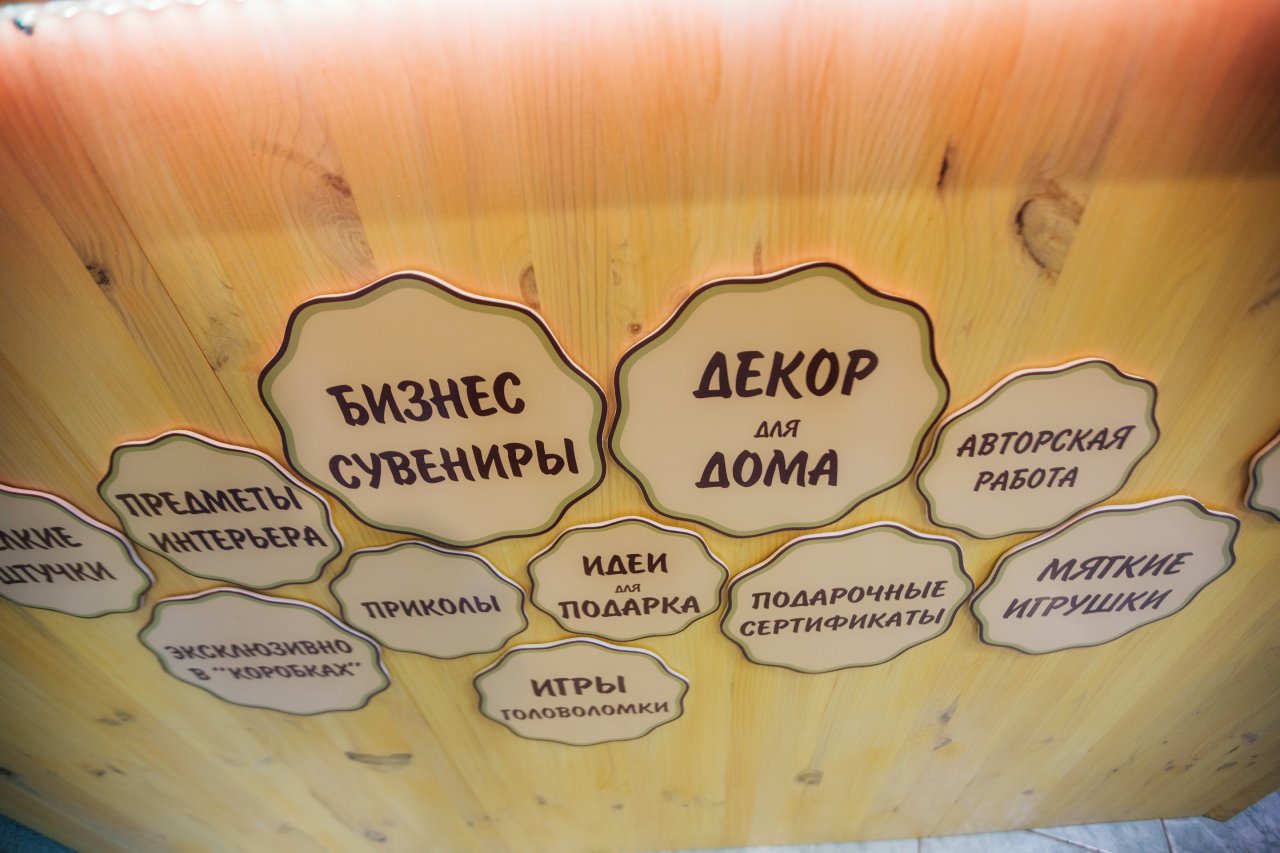 БИЗНЕС
СУВЕНИРЫ
ДЕКОР
для
ДОМА
АВТОРСКАЯ
РАБОТА
ПРЕДМЕТЫ
ИНТЕРЬЕРА
ШТУЧКИ
ЭКСКЛЮЗИВНО
В "КОРОБКАХ"
ПРИКОЛЫ
ИДЕИ
для
ПОДАРКА
ИГРЫ
ГОЛОВОЛОМКИ
ПОДАРОЧНЫЕ
СЕРТИФИКАТЫ
МЯГКИЕ
ИГРУШКИ